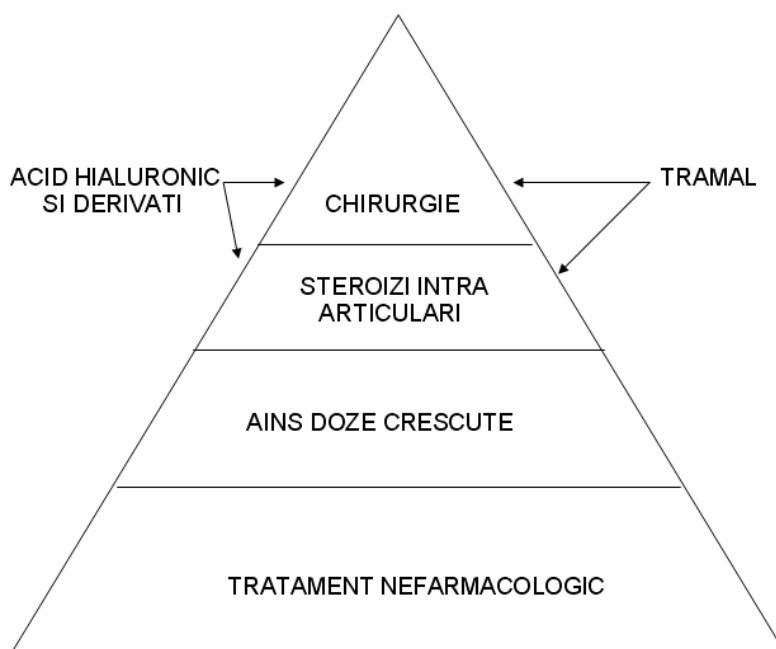 ACID HIALURONIC
SI DERIVATI
TRAMAL
CHIRURGIE
STEROIZI INTRA
ARTICULARI
AINS DOZE CRESCUTE
TRATAMENT NEFARMACOLOGIC